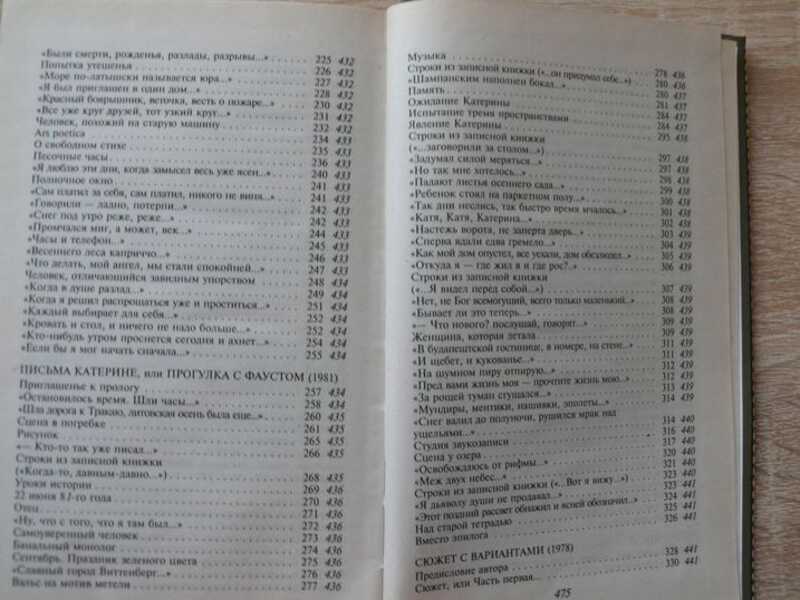 «Были смерти, рожденья, разлады, разрывы...» 225 432
Попытка утешенья 226 432
«Море по-латышски называется юра...» 227 432
«Я был приглашен в один дом...» 228 432
«Красный боярышник, веточка, весть о пожаре...» 230 432
«Все уже круг друзей, тот узкий круг...» 231 432
Человек, похожий на старую машину 232 432
Ars poetica 234 433
О свободном стихе 235 433
Песочные часы 236 433
«Я люблю эти дни, когда замысел весь уже ясен...» 240 433
Полночное окно 241 433
«Сам платил за себя, сам платил, никого не виня...» 241 433
«Говорили — ладно, потерпи...» 242 433
«Снег под утро реже, реже...» 242 433
«Промчался миг, а может, век...» 244 433
«Часы и телефон...» 245 433
«Весеннего леса каприччо...» 246 433
«Что делать, мой ангел, мы стали спокойней...» 247 433
Человек, отличающийся завидным упорством 248 434
«Когда в душе разлад... 249 434
«Когда я решил распрощаться уже и проститься...» 251 434
«Каждый выбирает для себя...» 252 434
«Кровати и стол, и ничего не надо больше...» 252 434
«Кто-нибудь утром проснется сегодня и ахнет...» 254 434
«Если бы я мог начать сначала...» 255 434
ПИСЬМА КАТЕРИНЕ, или ПРОГУЛКА С ФАУСТОМ (1981)
Приглашенье к прологу 257 434
«Остановилось время. Шли часы...» 258 434
«Шла дорога к Тракаю, литовская осень была еще...» 260 435
Сцена в погребке 261 435
Рисунок 265 435
«— Кто-то так уже писал...» 266 435
Строки из записной книжки
(«Когда-то, давным-давно...») 268 435
Уроки истории 269 436
22 июня 81-го года 270 436
Отец 271 436
«Ну, что с того, что я там был...» 272 436
Самоуверенный человек 273 436
Банальный монолог 274 436
Сентябрь. Праздник зеленого цвета 275 436
«Славный город Виттенберг...» 276 436
Вальс на мотив метели 277 436
Музыка 278 436
Строки из записной книжки («...он придумал себе...») 280 436
«Шампанским наполнен бокал...» 280 437
Память 281 437
Ожидание Катерины 284 437
Испытание тремя пространствами 284 437
Явление Катерины 295 438
Строки из записной книжки
(«...заговорили за столом...») 297 438
«Задумал силой меряться...» 297 438
«Но так мне хотелось...» 298 438
«Падают листья осеннего сада...» 299 438
«Ребенок стоял на паркетном полу...» 300 438
«Так дни неслись, так быстро время мчалось...» 301 438
«Катя, Катя, Катерина...» 302 438
«Настежь ворота, не заперта дверь...» 303 439
«Сперва вдали едва гремело...» 304 439
«Как мой дом опустел, все уехали, дом обезлюдел...» 305 439
«Откуда я — где жил я и где рос?» 306 439
Строки из записной книжки
(«...Я видел перед собой...») 307 439
«Нет, не Бог всемогущий, всего только маленький...» 308 439
«Бывает ли это теперь...» 309 439
«— Что нового? послушай, говорят...» 309 439
Женщина, которая летала 311 439
«В будапештской гостинице, в номере, на стене...» 311 439
«И щебет, и кукованье...» 312 439
«На шумном пиру отпирую...» 312 439
«Пред вами жизнь моя — прочтите жизнь мою...» 313 439
«За рощей туман сгущался...» 314 439
«Мундиры, ментики, нашивки, эполеты...»
«Снег валил до полуночи, рушился мрак над
ущельями...» 314 440
Студия звукозаписи 316 440
Сцена у озера 317 440
«Освобождаюсь от рифмы...» 320 440
«Меж двух небес...» 321 440
Строки из записной книжки («...Вот я вижу...») 323 440
«Я дьяволу души не продавал...» 323 441
«Этот поздний рассвет обнажил и ясней обозначил...» 324 441
Над старой тетрадью 325 441
Вместо эпилога 326 441
СЮЖЕТ С ВАРИАНТАМИ (1978)
Предисловие автора 328 441
Сюжет, или Часть первая... 330 441
475